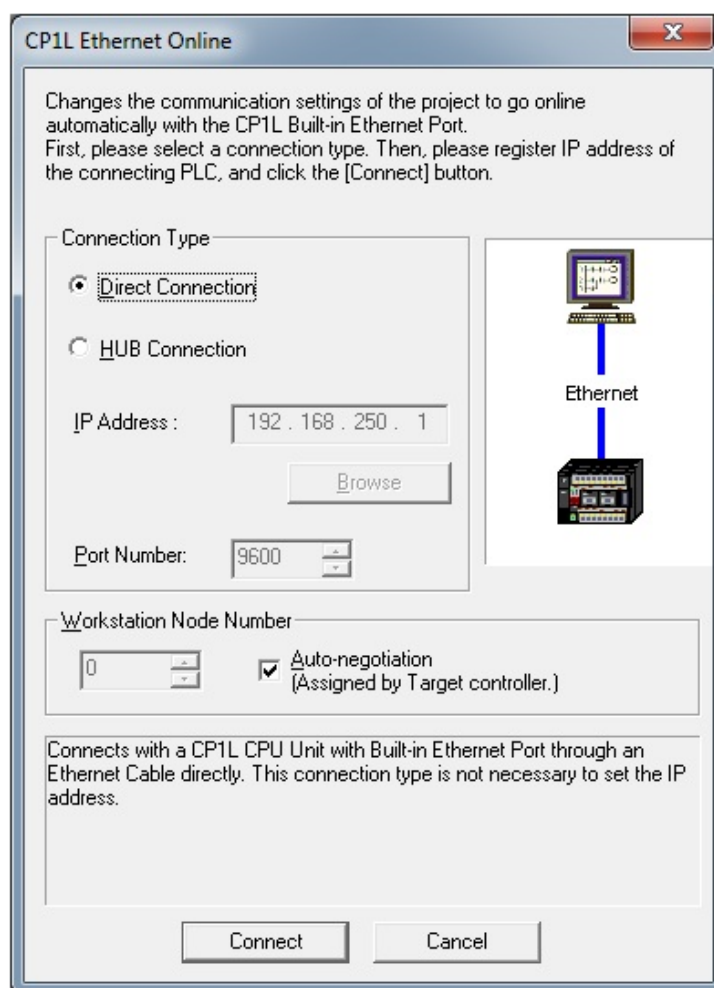 CP1L Ethernet Online
Changes the communication settings of the project to go online
automatically with the CP1L Built-in Ethernet Port.
First, please select a connection type. Then, please register IP address of
the connecting PLC, and click the [Connect] button.
Connection Type
Direct Connection
HUB Connection
IP Address :
192 . 168 . 250 . 1
Browse
Port Number:
9600
Ethernet
Workstation Node Number
0
Auto-negotiation
(Assigned by Target controller.)
Connects with a CP1L CPU Unit with Built-in Ethernet Port through an
Ethernet Cable directly. This connection type is not necessary to set the IP
address.
Connect
Cancel